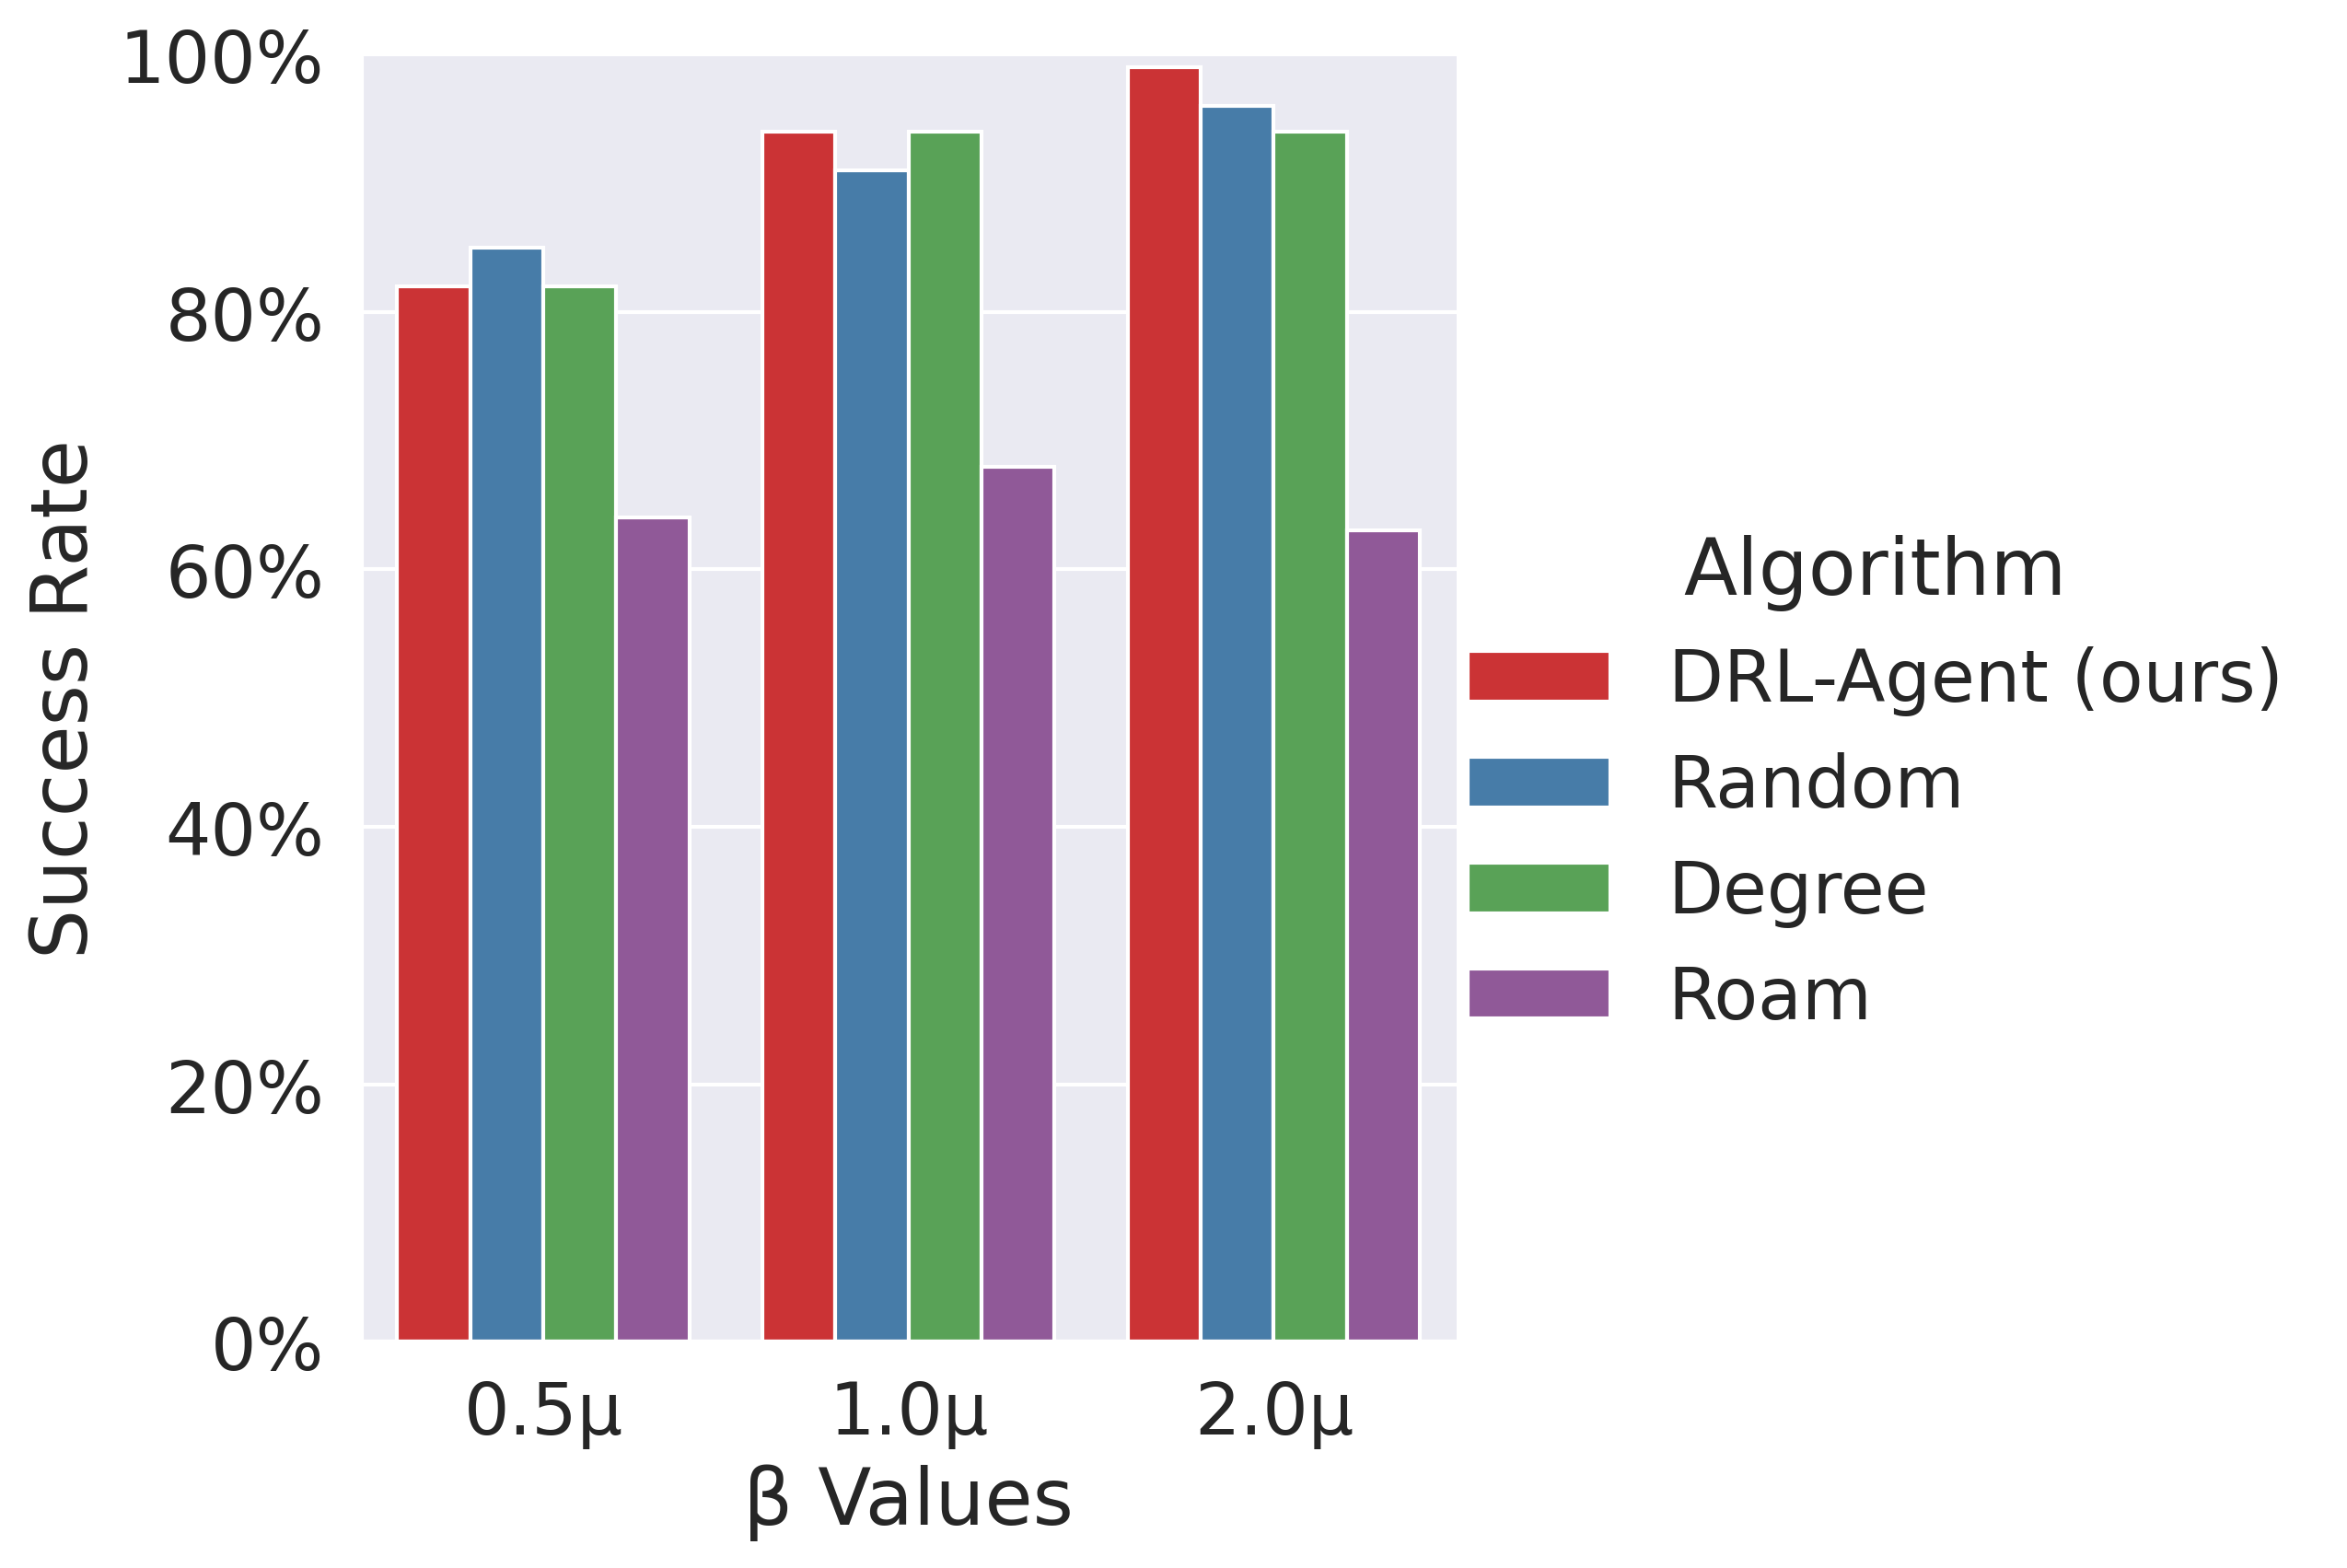 100%
80%
60%
40%
20%
0%
Success Rate
0.5μ 1.0μ 2.0μ
β Values
Algorithm
DRL-Agent (ours)
Random
Degree
Roam